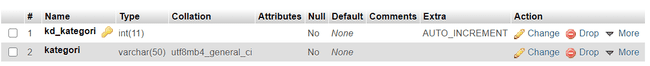 # Name Type Collation Attributes Null Default Comments Extra Action
1 kd_kategori int(11) No None AUTO_INCREMENT Change Drop More
2 kategori varchar(50) utf8mb4_general_ci No None Change Drop More